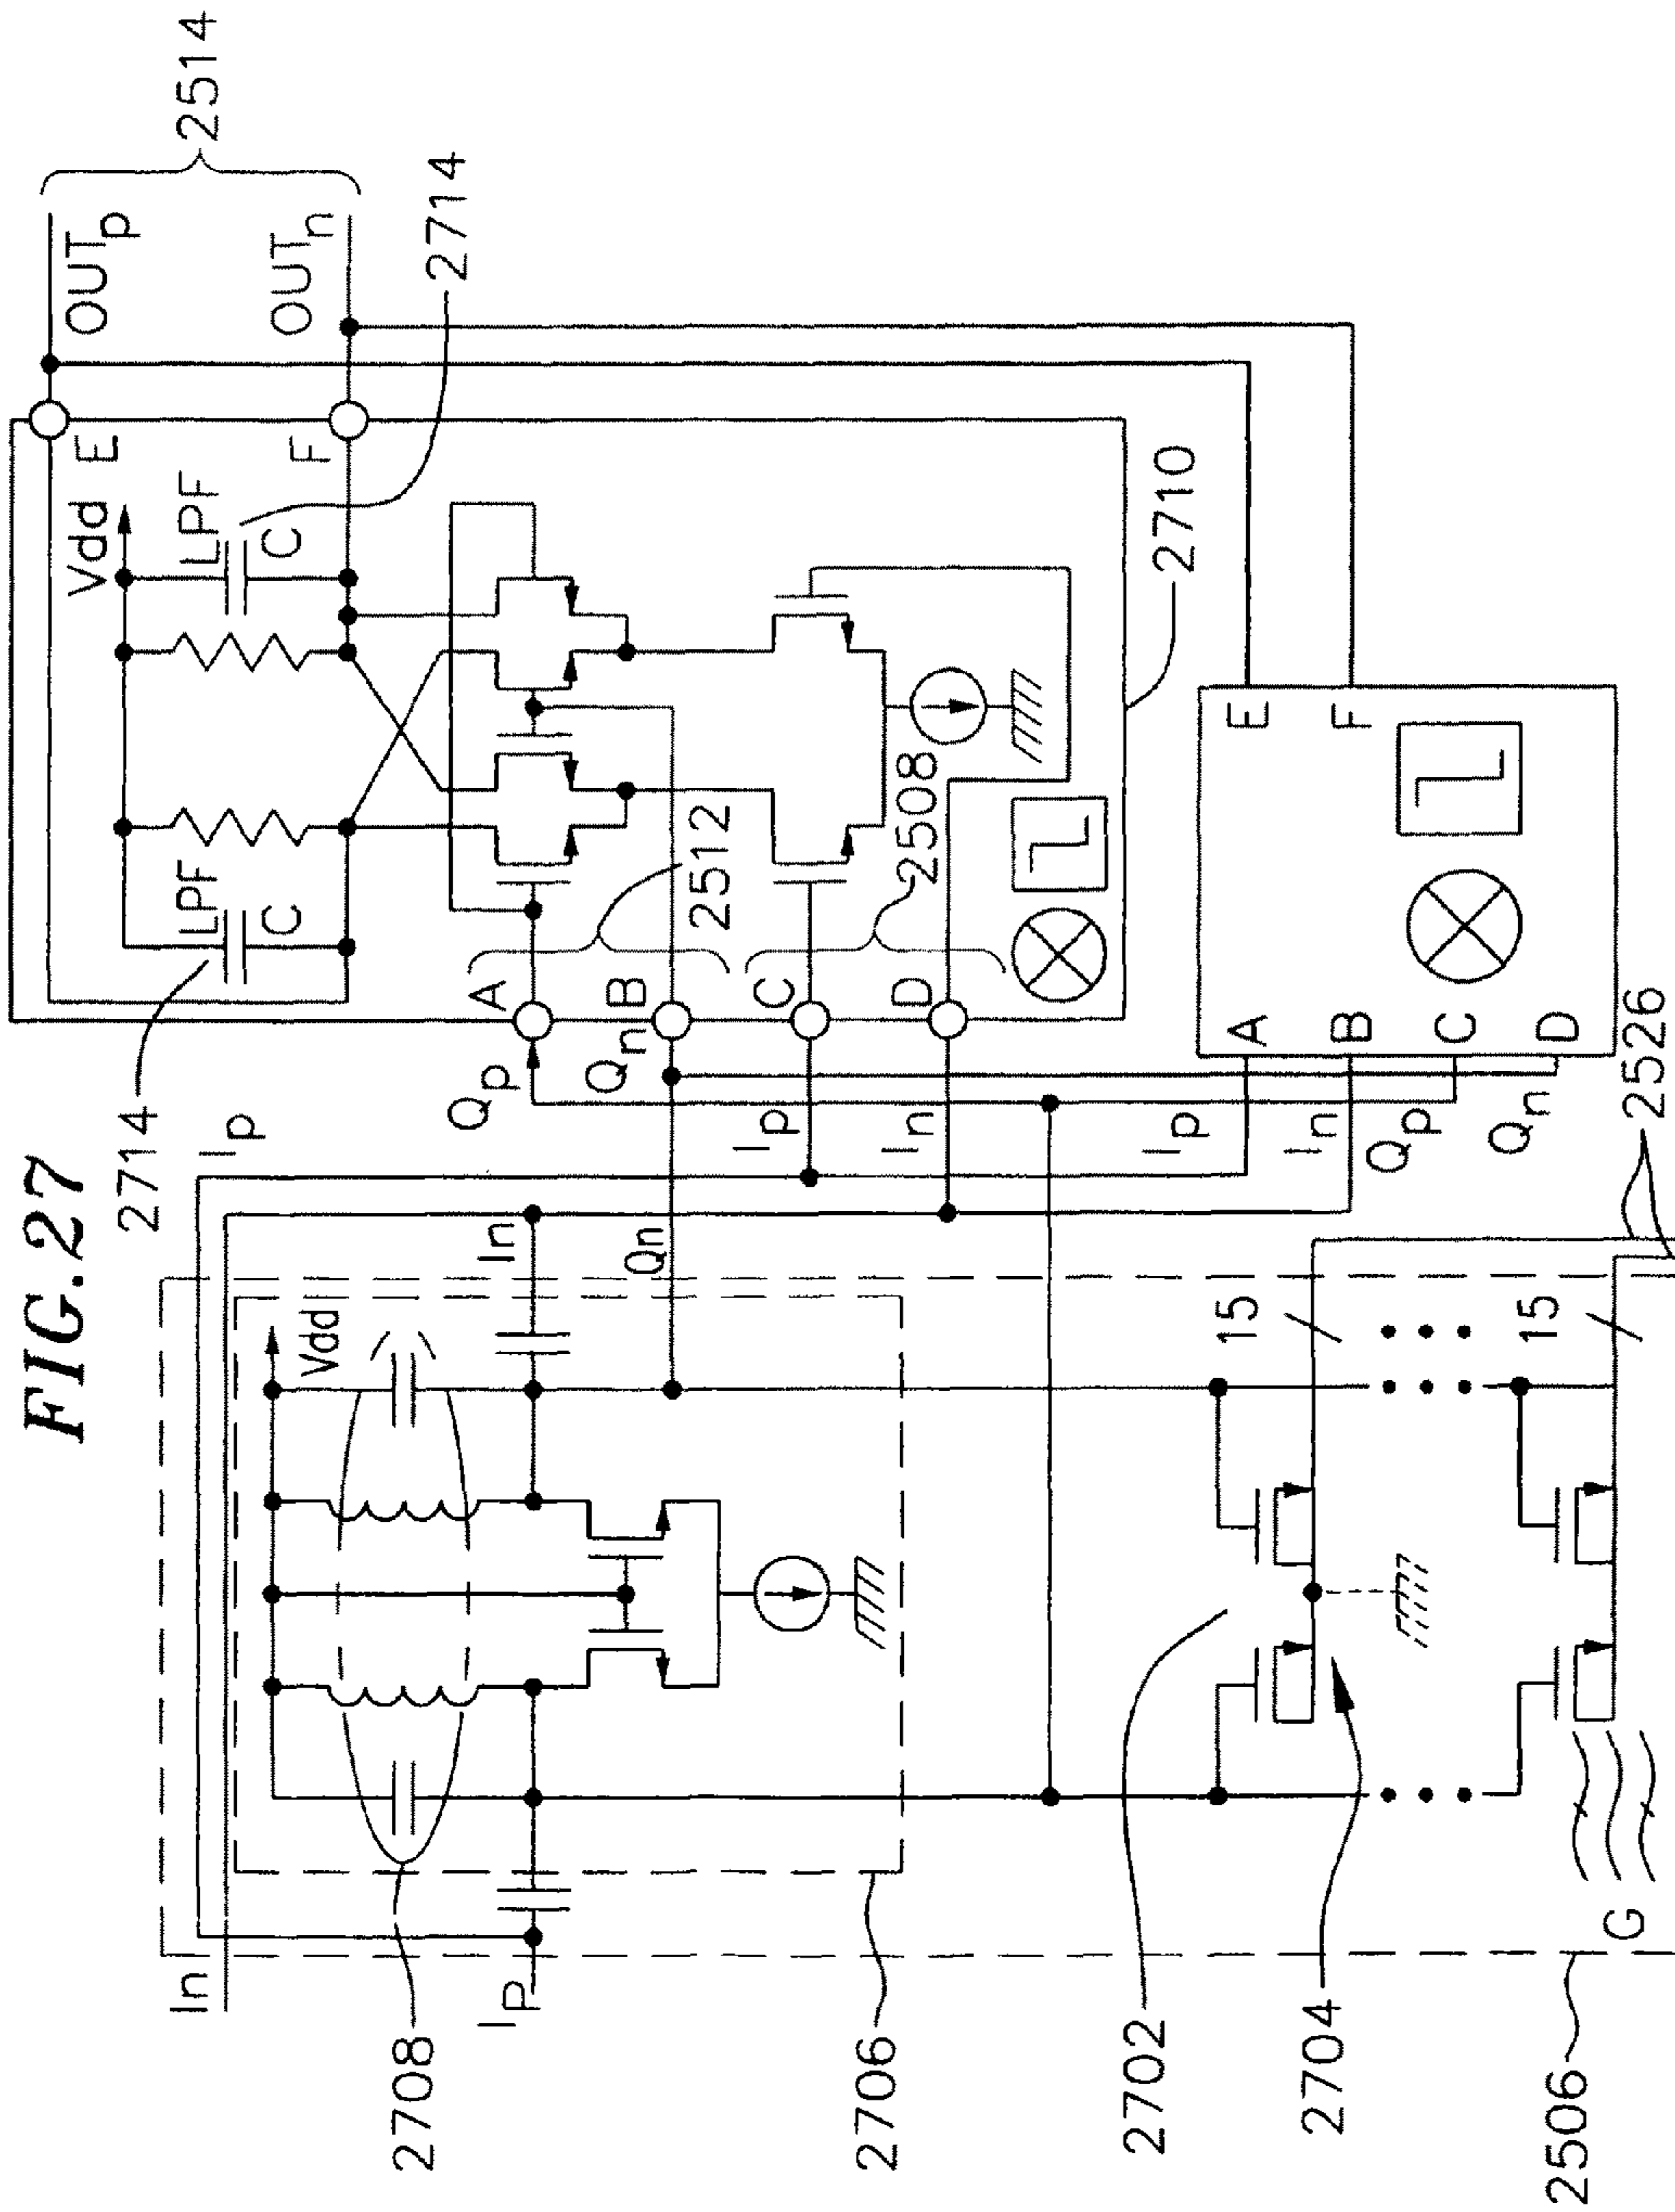 FIG.27
2514
OUTp
OUTn
2714
E
F
Vdd
LPF
C
LPF
C
2714
Ip
A
Qp
B
Qn
C
Ip
D
In
2512
2508
2710
In
Qn
Vdd
In
IP
2708
2706
E
F
A
B
C
D
Ip
In
Qp
Qn
2526
15
15
2702
2704
G
2506